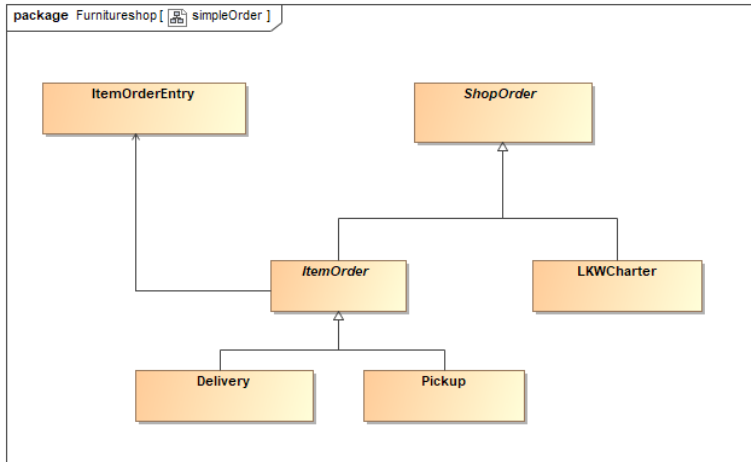 package Furnitureshop [ simpleOrder ]
ItemOrderEntry
ShopOrder
ItemOrder
LKWCharter
Delivery
Pickup